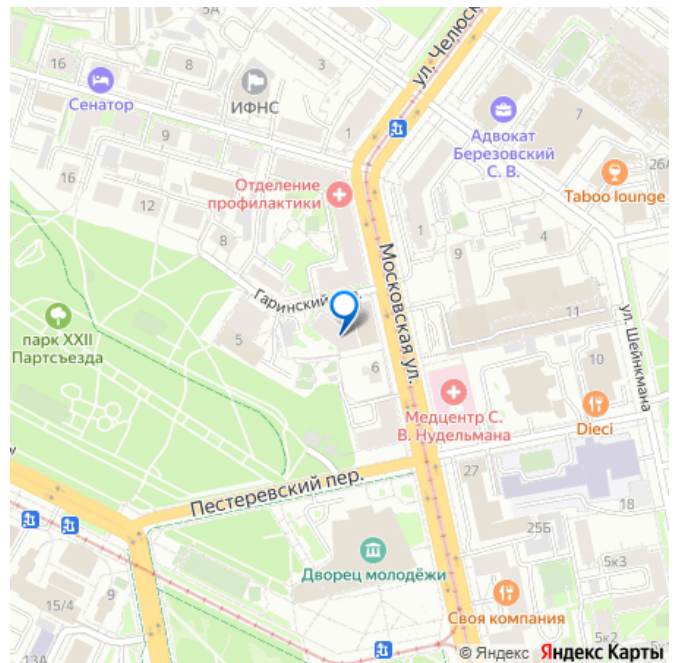 5А
16
8
3
ул. Челюск
Сенатор
ИФНС
7
Адвокат
Березовский
С. В.
1
9
26А
16
Отделение
профилактики
Taboo lounge
12
8
1
4
9
Московская ул.
Гаринский
11
ул. Шейнкмана
парк XXII
Партсъезда
5
6
10
Медцентр С.
В. Нудельмана
Dieci
27
Пестеревский пер.
18
25Б
5к3
Дворец молодёжи
9
15/4
Своя компания
5к2
13А
© Яндекс Яндекс Карты